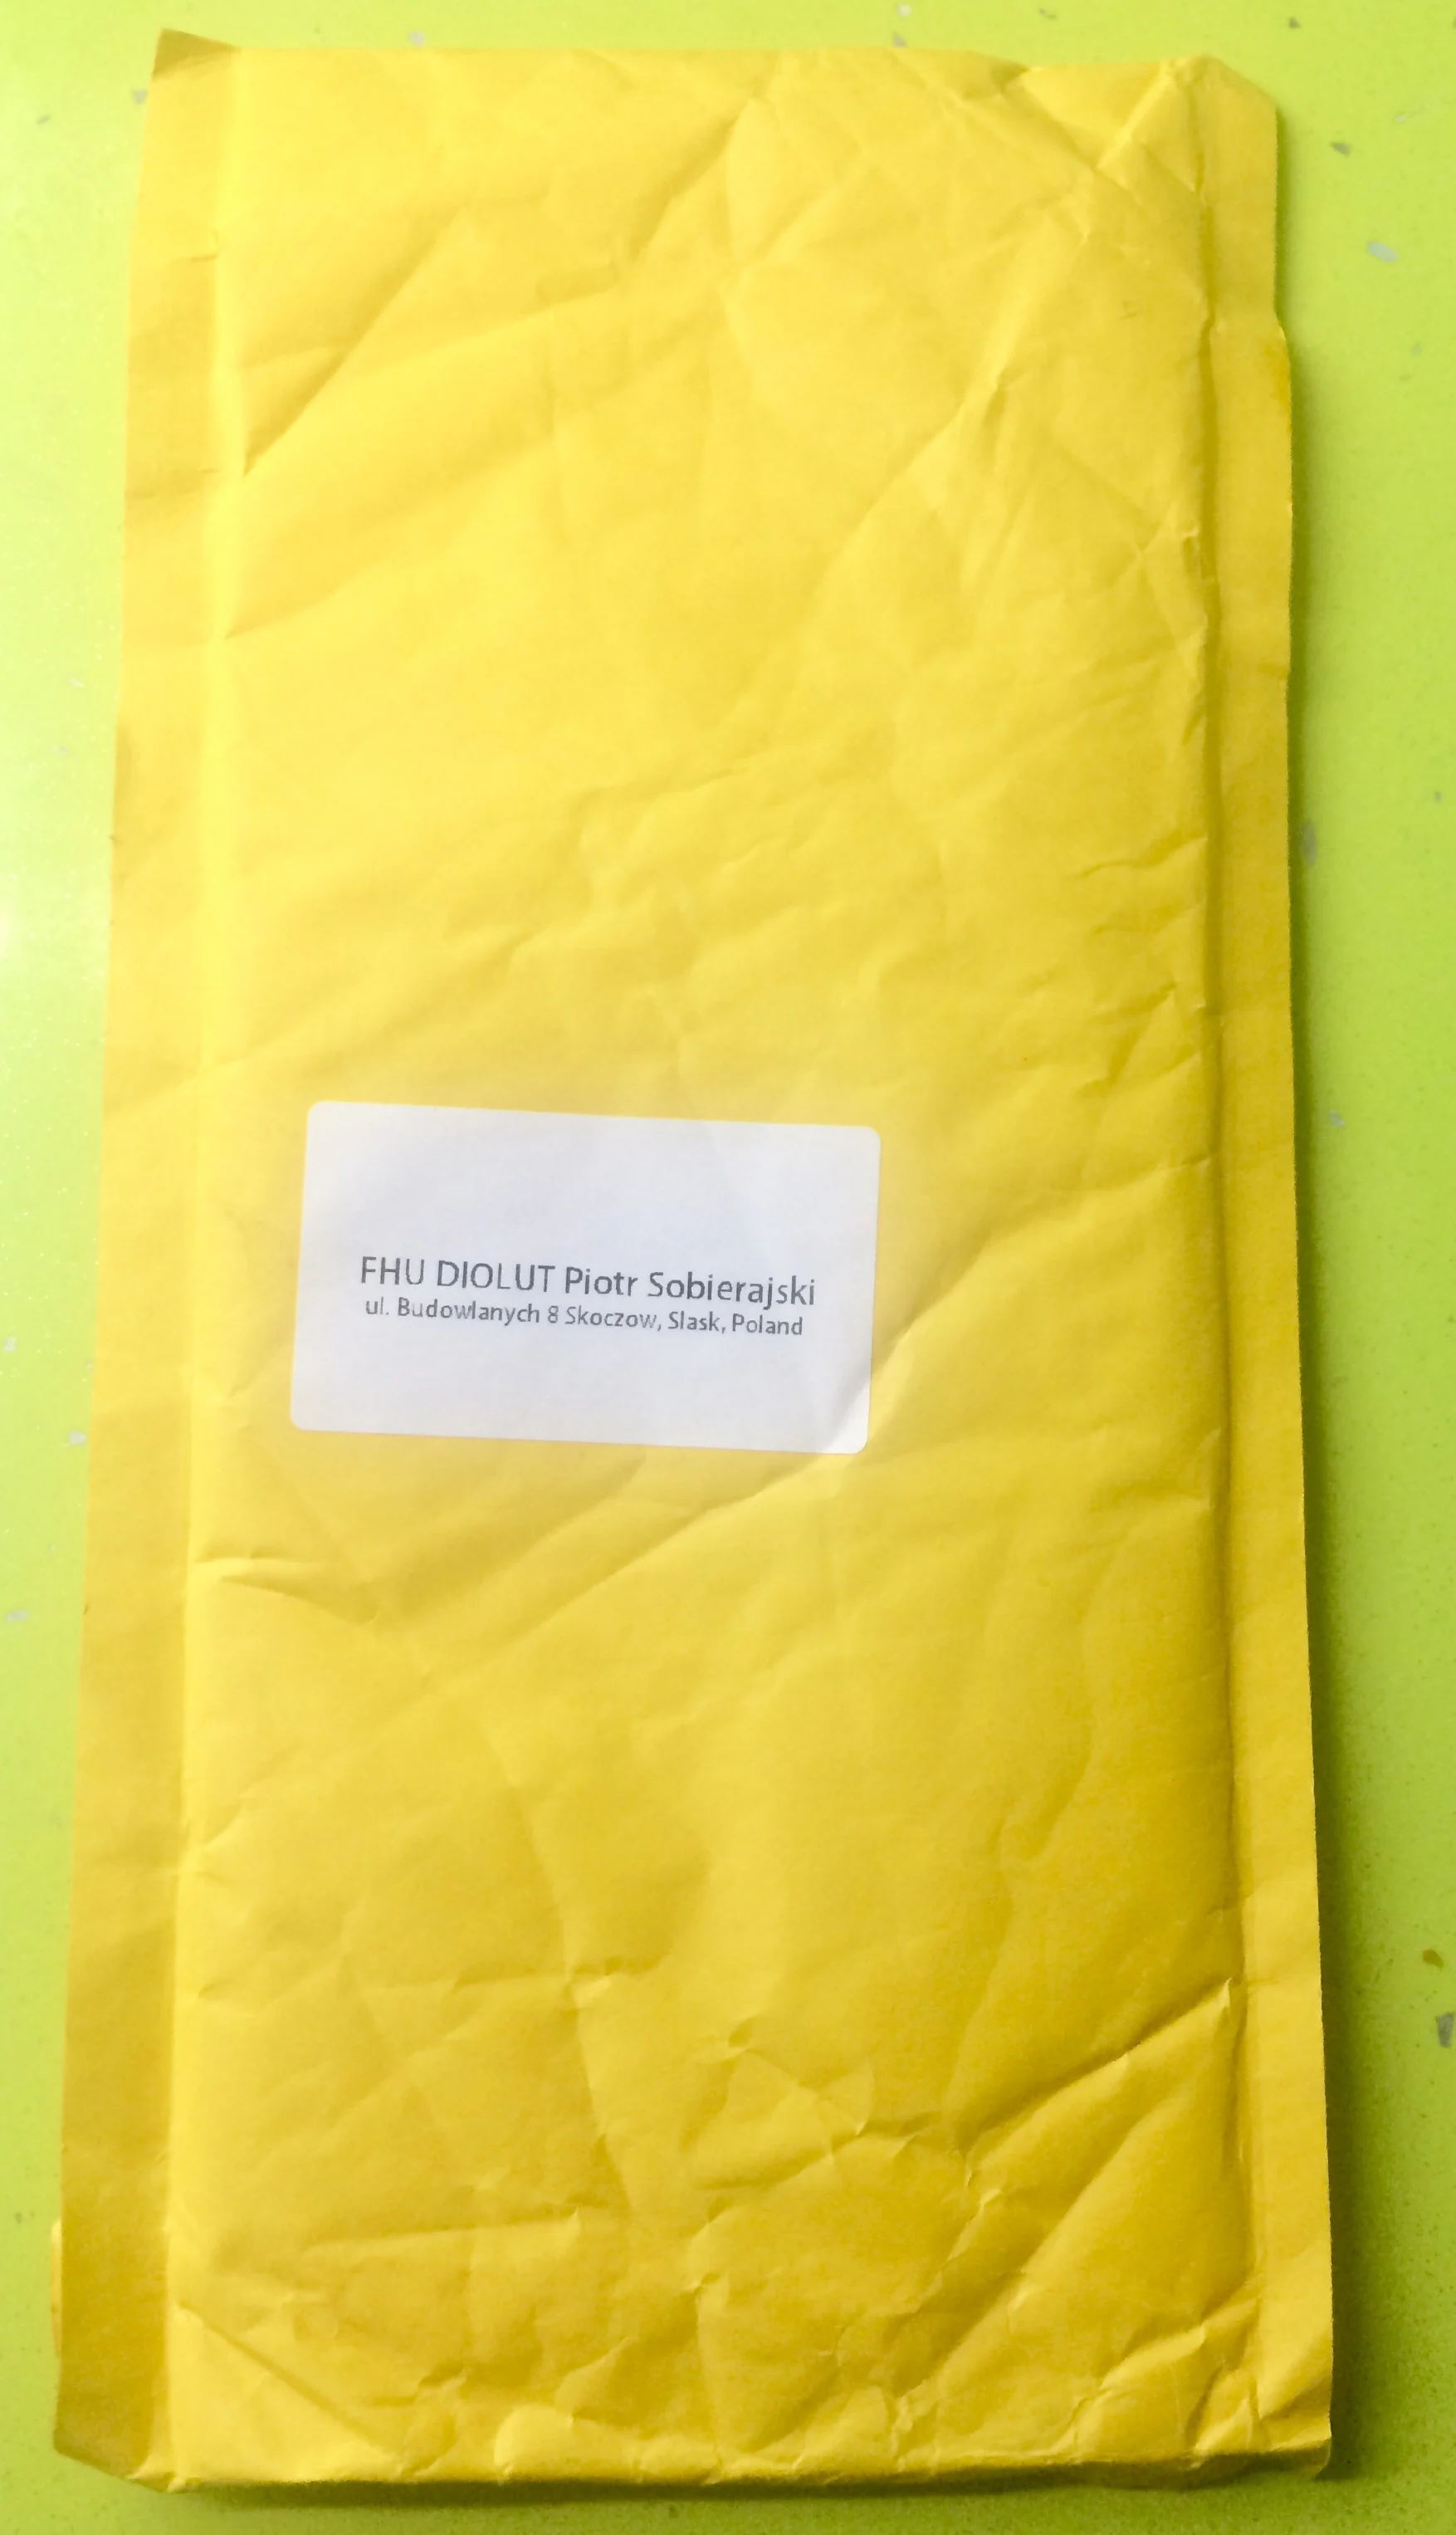 FHU DIOLUT Piotr Sobierajski
ul. Budowlanych 8 Skoczow, Slask, Poland